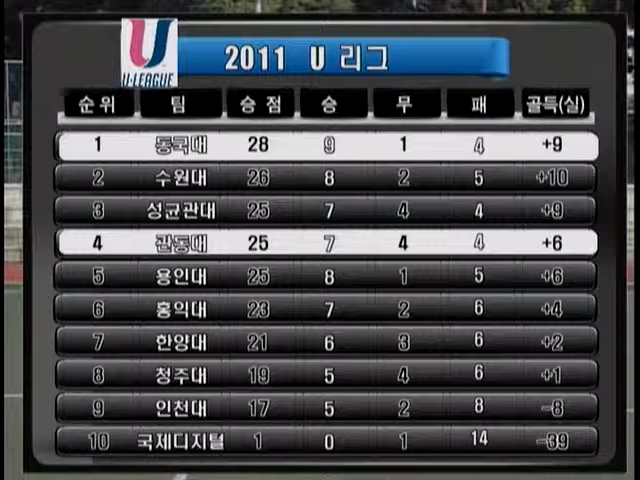 U-LEAGUE
2011 U 리그
순위 팀 승점 승 무 패 골득(실)
1 동국대 28 9 1 4 +9
2 수원대 26 8 2 5 +10
3 성균관대 25 7 4 4 +9
4 관동대 25 7 4 4 +6
5 용인대 25 8 1 5 +6
6 홍익대 23 7 2 6 +4
7 한양대 21 6 3 6 +2
8 청주대 19 5 4 6 +1
9 인천대 17 5 2 8 -8
10 국제디지털 1 0 1 14 -39